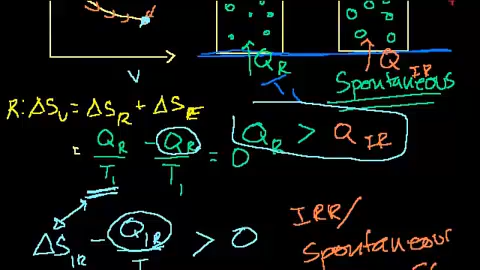 V
Q_R
Q_IR
T_1
Spontaneous
R: ΔS_U = ΔS_R + ΔS_E
= Q_R/T_1 - Q_R/T_1 = 0
Q_R > Q_IR
ΔS_IR - Q_IR/T > 0
IRR/
Spontaneous